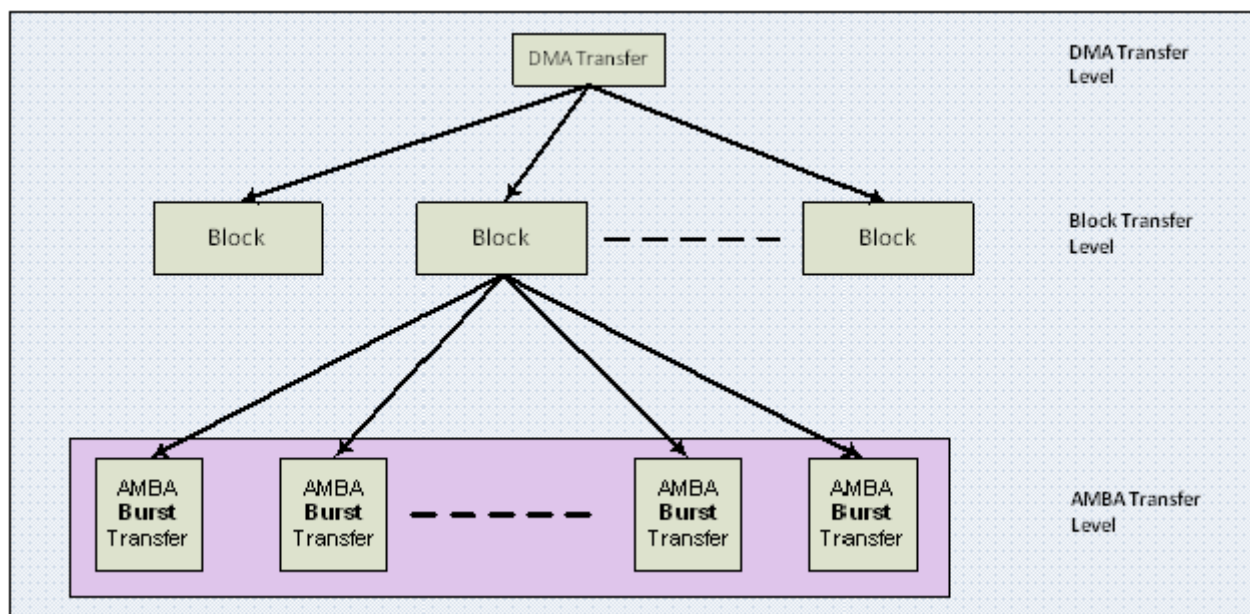 DMA Transfer
DMA Transfer
Level
Block
Block
Block
Block Transfer
Level
AMBA
Burst
Transfer
AMBA
Burst
Transfer
AMBA
Burst
Transfer
AMBA
Burst
Transfer
AMBA Transfer
Level